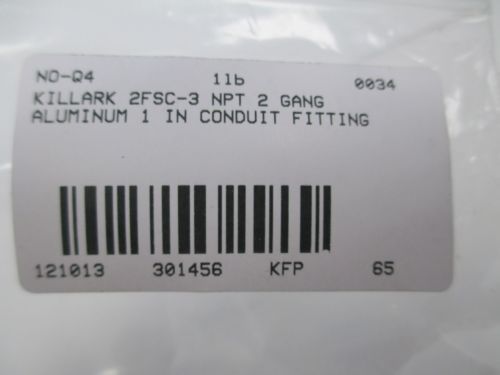 NO-Q4 11b 0034
KILLARK 2FSC-3 NPT 2 GANG
ALUMINUM 1 IN CONDUIT FITTING
121013 301456 KFP 65